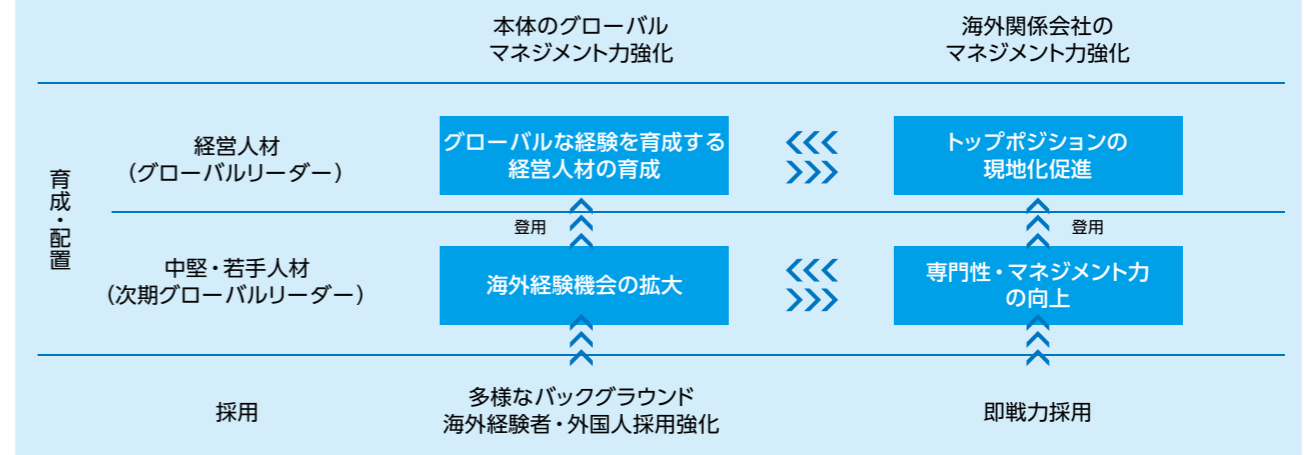 本体のグローバル
マネジメント力強化
海外関係会社の
マネジメント力強化
育成・配置
経営人材
(グローバルリーダー)
グローバルな経験を育成する
経営人材の育成
トップポジションの
現地化促進
登用
登用
中堅・若手人材
(次期グローバルリーダー)
海外経験機会の拡大
専門性・マネジメント力
の向上
採用
多様なバックグラウンド
海外経験者・外国人採用強化
即戦力採用